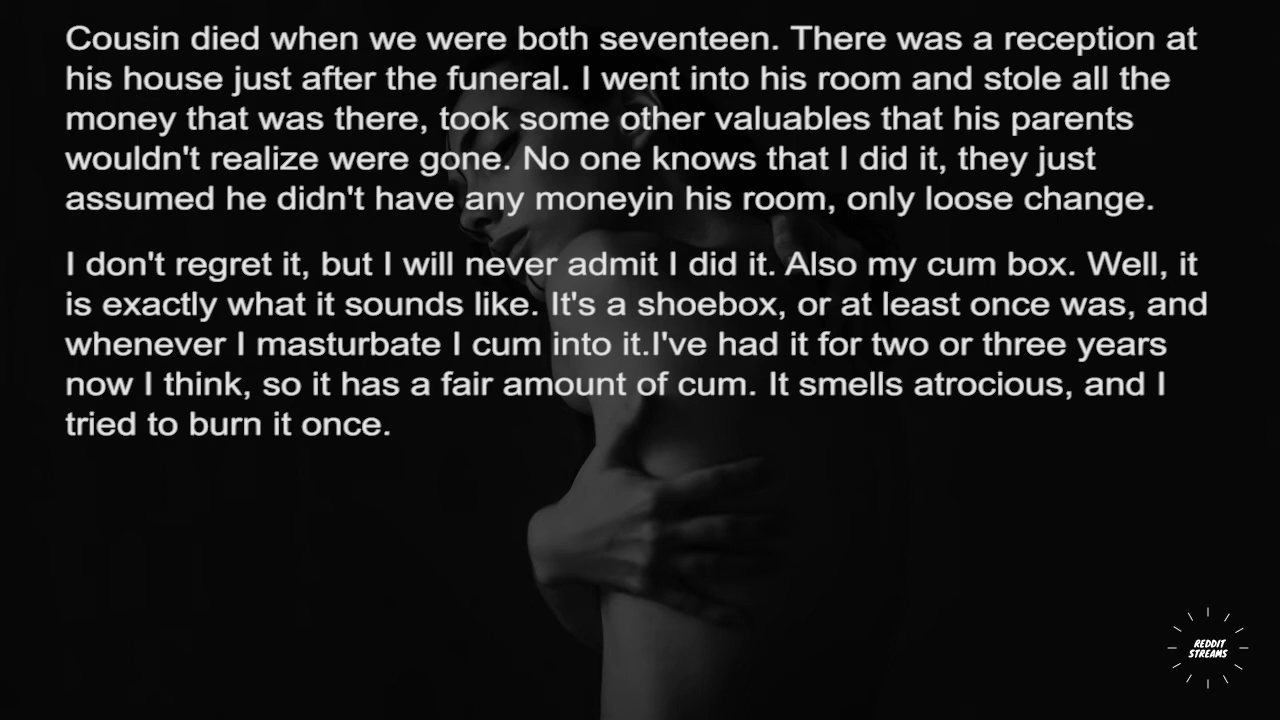 Cousin died when we were both seventeen. There was a reception at
his house just after the funeral. I went into his room and stole all the
money that was there, took some other valuables that his parents
wouldn't realize were gone. No one knows that I did it, they just
assumed he didn't have any moneyin his room, only loose change.
I don't regret it, but I will never admit I did it. Also my cum box. Well, it
is exactly what it sounds like. It's a shoebox, or at least once was, and
whenever I masturbate I cum into it.I've had it for two or three years
now I think, so it has a fair amount of cum. It smells atrocious, and I
tried to burn it once.
REDDIT
STREAMS